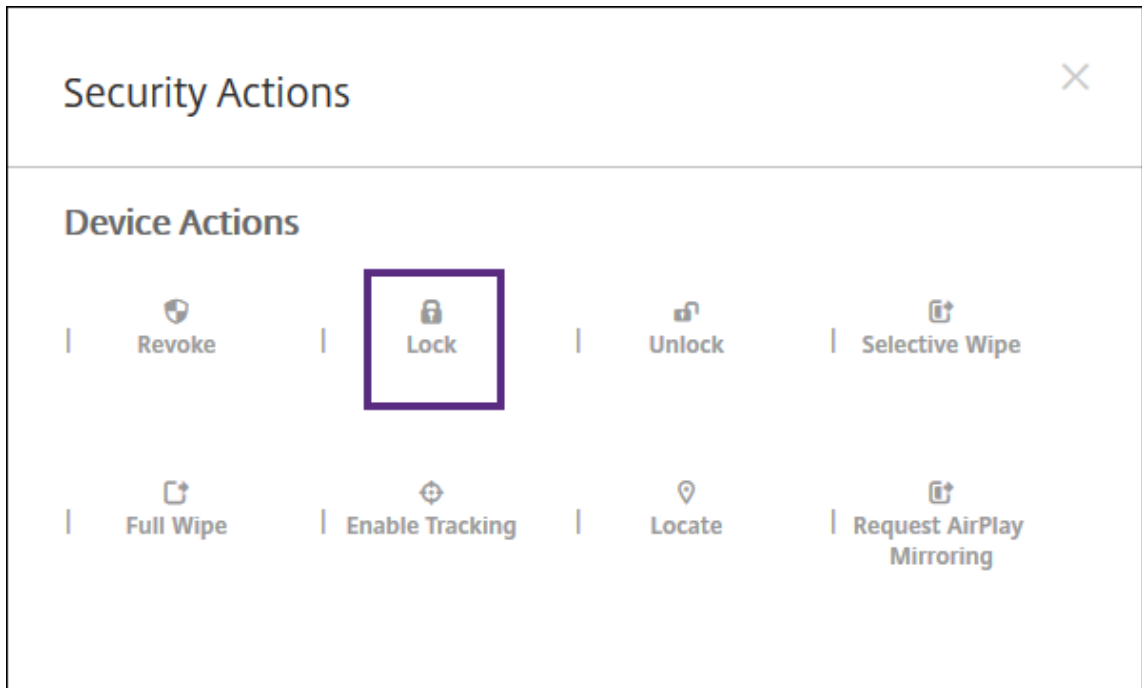 Security Actions
Device Actions
Revoke
Lock
Unlock
Selective Wipe
Full Wipe
Enable Tracking
Locate
Request AirPlay
Mirroring